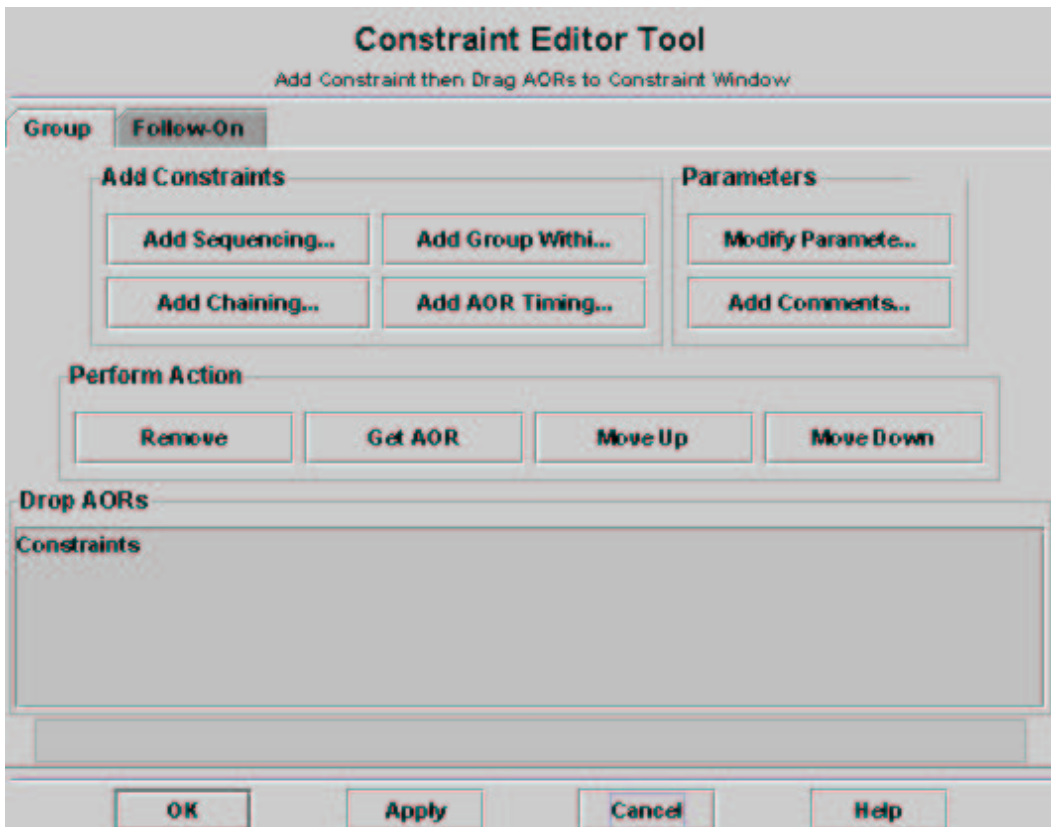 Constraint Editor Tool
Add Constraint then Drag AORs to Constraint Window
Group Follow-On
Add Constraints Parameters
Add Sequencing... Add Group Withi... Modify Paramete...
Add Chaining... Add AOR Timing... Add Comments...
Perform Action
Remove Get AOR Move Up Move Down
Drop AORs
Constraints
OK Apply Cancel Help